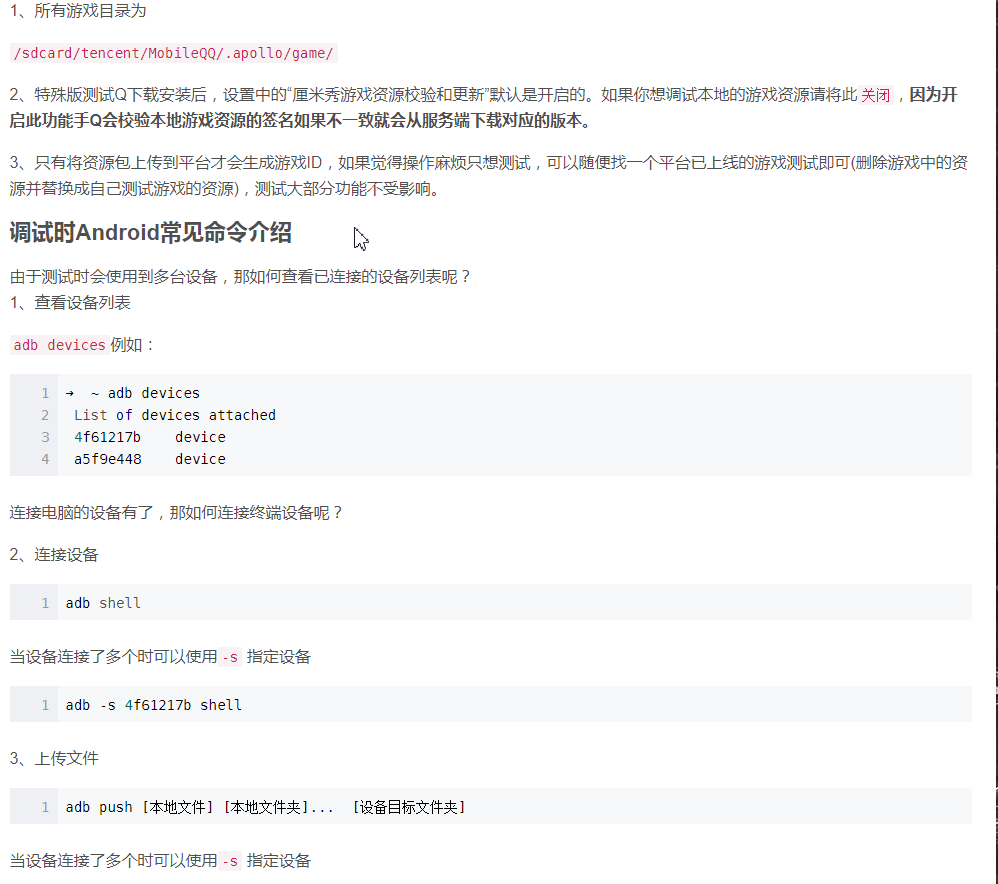 1、所有游戏目录为
/sdcard/tencent/MobileQQ/.apollo/game/
2、特殊版测试Q下载安装后，设置中的“厘米秀游戏资源校验和更新”默认是开启的。如果你想调试本地的游戏资源请将此 关闭 ，因为开
启此功能手Q会校验本地游戏资源的签名如果不一致就会从服务端下载对应的版本。
3、只有将资源包上传到平台才会生成游戏ID，如果觉得操作麻烦只想测试，可以随便找一个平台已上线的游戏测试即可(删除游戏中的资
源并替换成自己测试游戏的资源)，测试大部分功能不受影响。
调试时Android常见命令介绍
由于测试时会使用到多台设备，那如何查看已连接的设备列表呢？
1、查看设备列表
adb devices 例如：
1 ➜  ~ adb devices
2 List of devices attached
3 4f61217b    device
4 a5f9e448    device
连接电脑的设备有了，那如何连接终端设备呢？
2、连接设备
1 adb shell
当设备连接了多个时可以使用 -s 指定设备
1 adb -s 4f61217b shell
3、上传文件
1 adb push [本地文件] [本地文件夹]...  [设备目标文件夹]
当设备连接了多个时可以使用 -s 指定设备